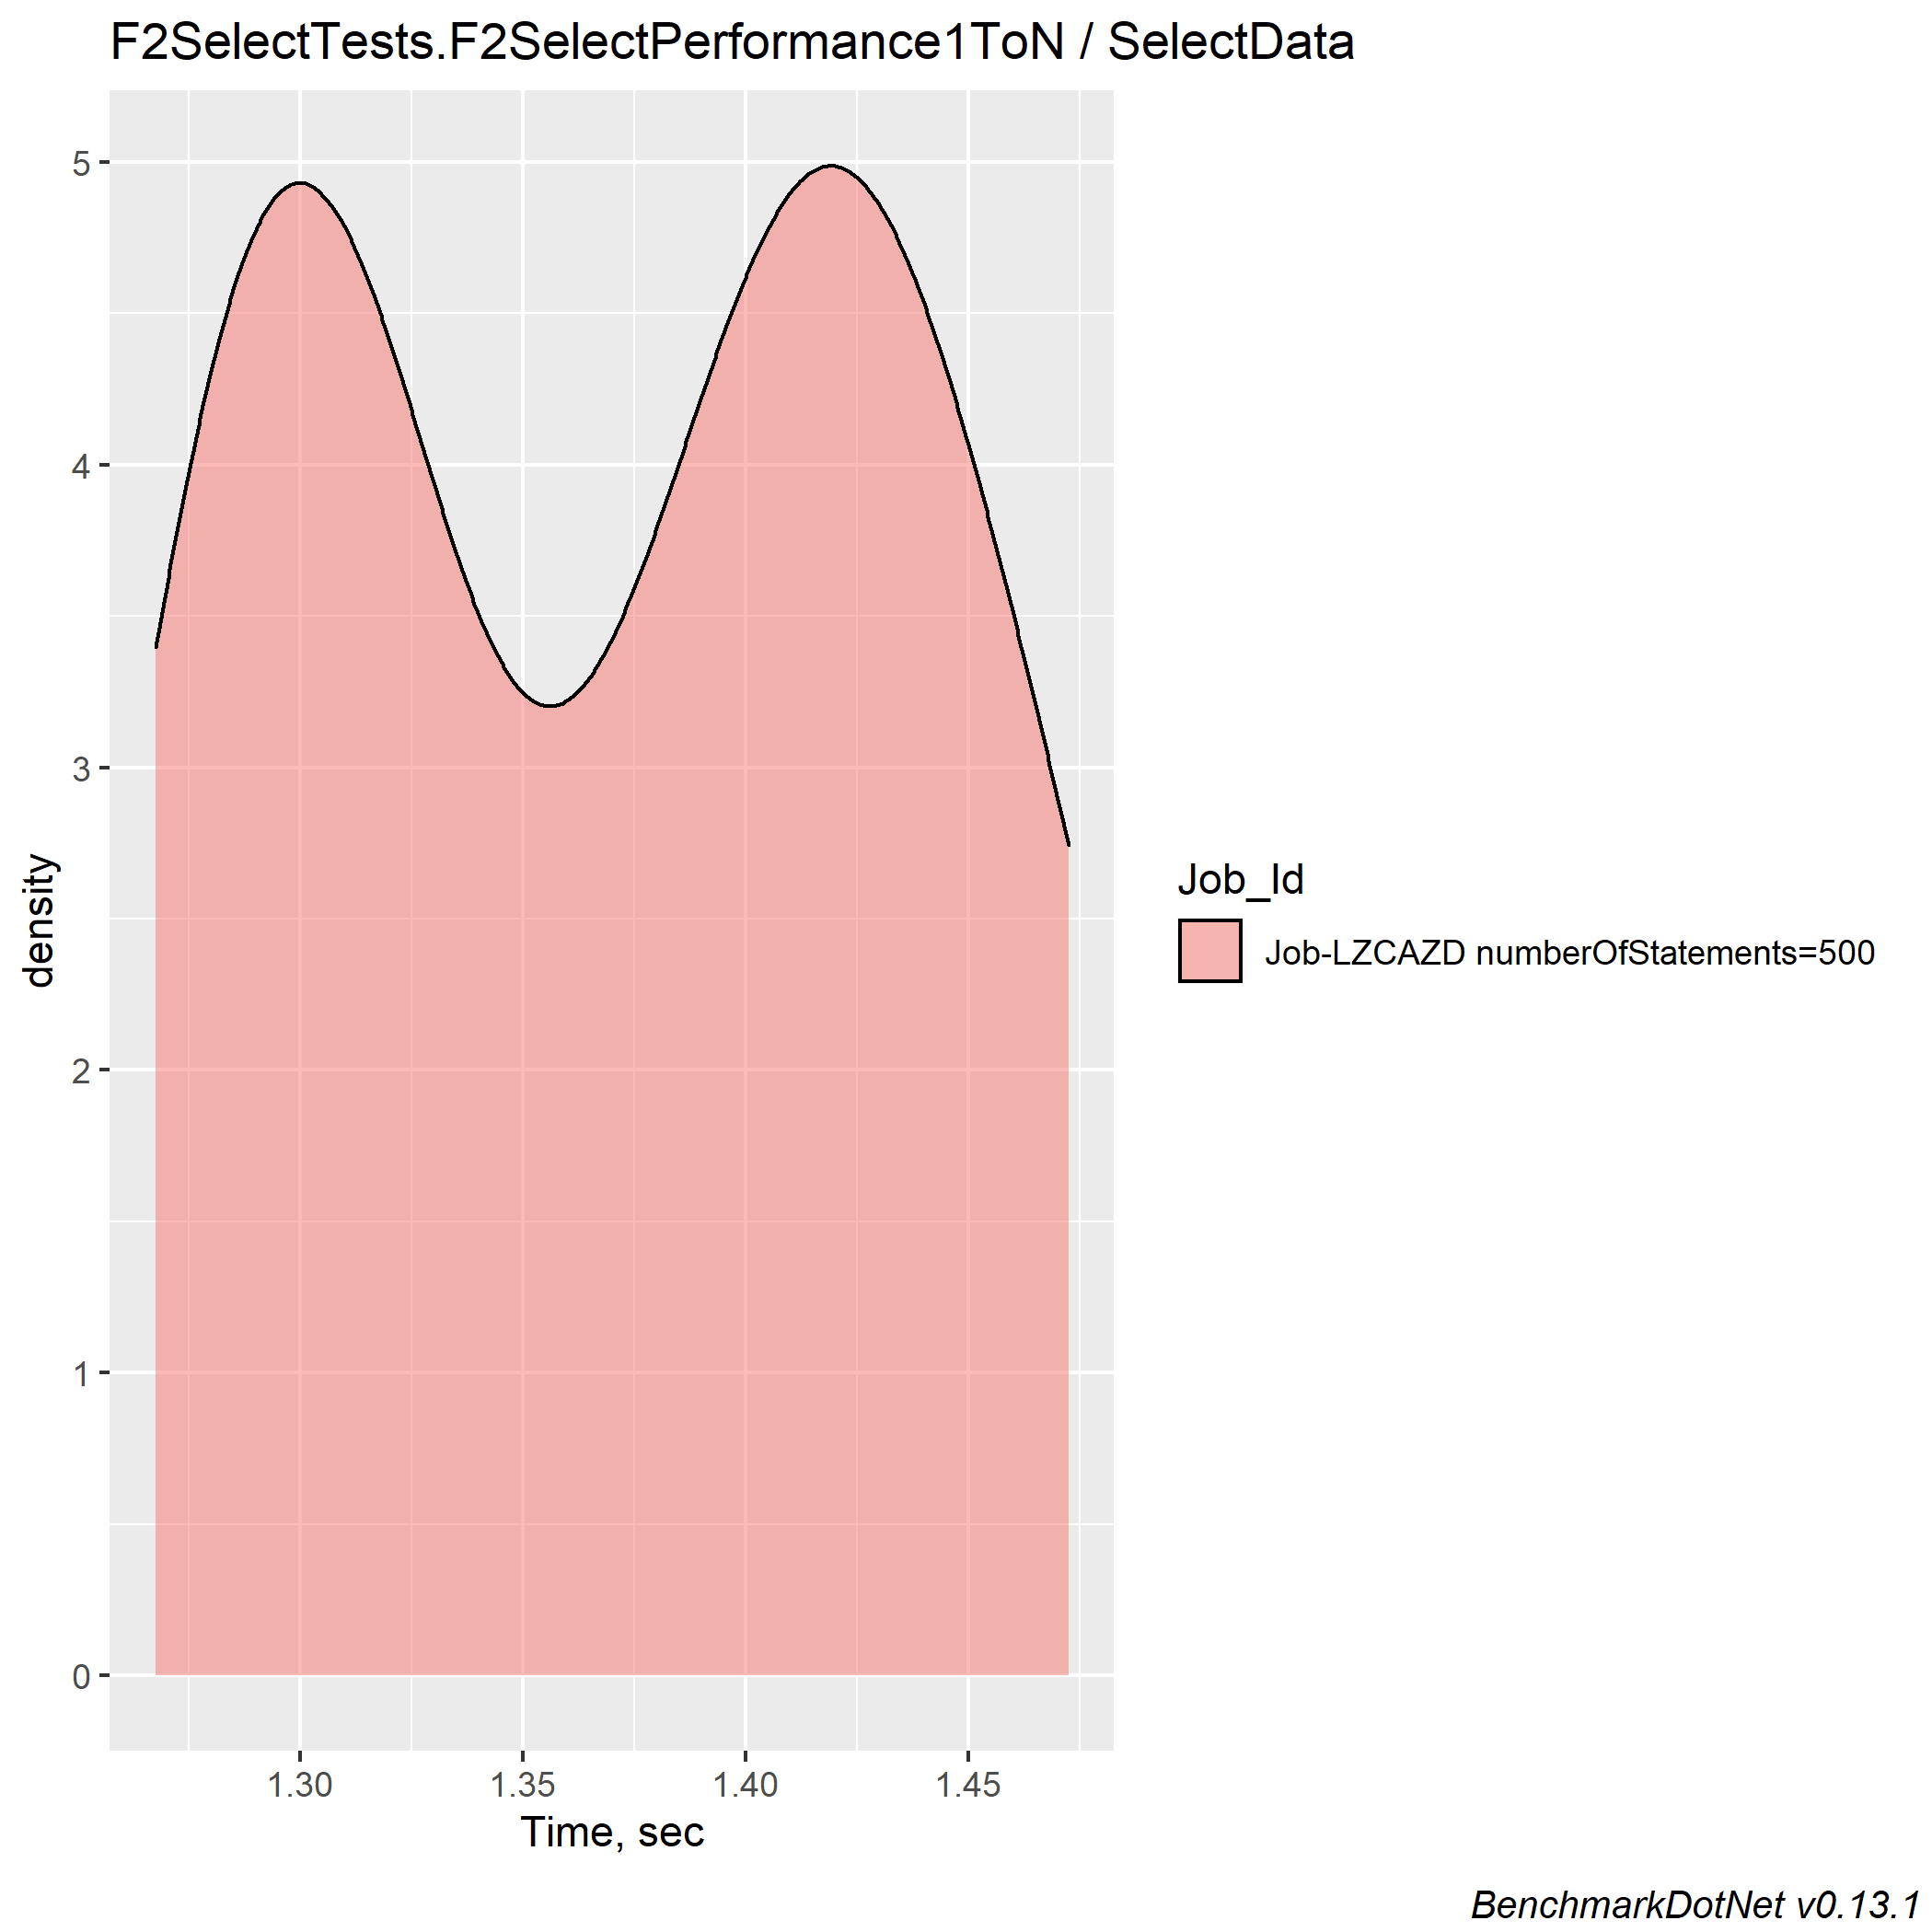 F2SelectTests.F2SelectPerformance1ToN / SelectData
5
4
3
2
1
0
density
1.30 1.35 1.40 1.45
Time, sec
Job_Id
Job-LZCAZD numberOfStatements=500
BenchmarkDotNet v0.13.1